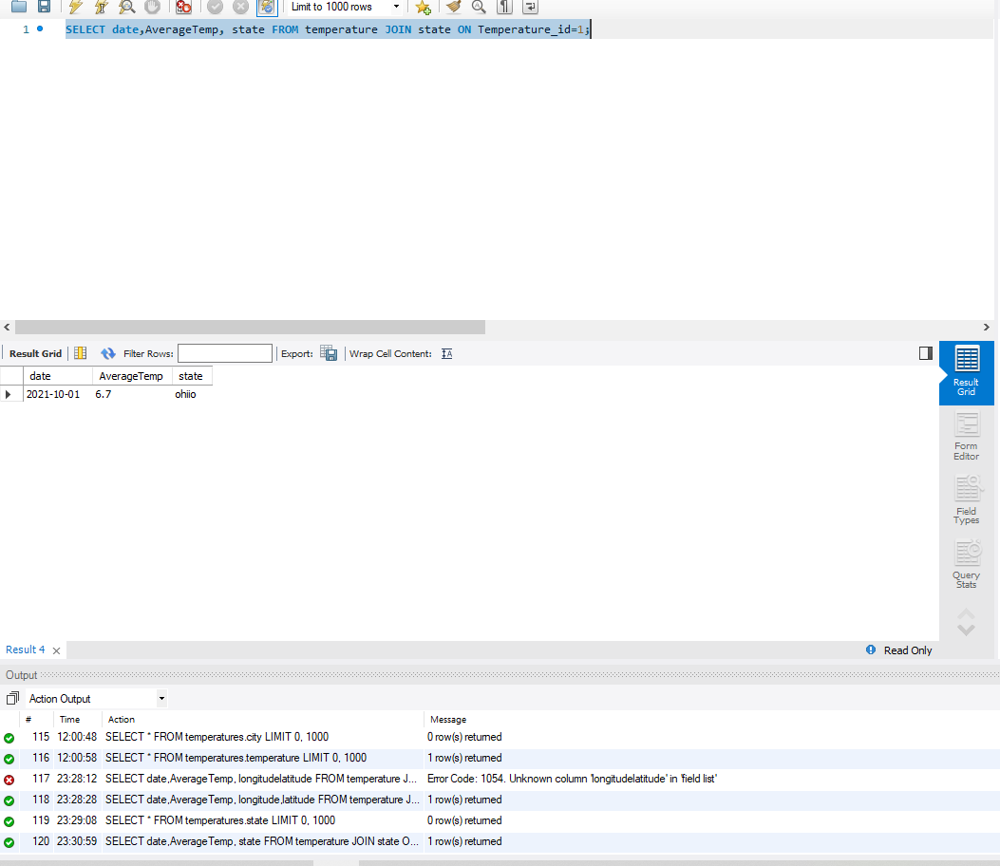 Limit to 1000 rows
1 SELECT date,AverageTemp, state FROM temperature JOIN state ON Temperature_id=1;
Result Grid Filter Rows: Export: Wrap Cell Content: IA
date AverageTemp state
2021-10-01 6.7 ohiio
Result
Grid
Form
Editor
Field
Types
Query
Stats
Result 4 Read Only
Output
Action Output
# Time Action Message
115 12:00:48 SELECT * FROM temperatures.city LIMIT 0, 1000 0 row(s) returned
116 12:00:58 SELECT * FROM temperatures.temperature LIMIT 0, 1000 1 row(s) returned
117 23:28:12 SELECT date,AverageTemp, longitudelatitude FROM temperature J... Error Code: 1054. Unknown column 'longitudelatitude' in 'field list'
118 23:28:28 SELECT date,AverageTemp, longitude,latitude FROM temperature J... 1 row(s) returned
119 23:29:08 SELECT * FROM temperatures.state LIMIT 0, 1000 0 row(s) returned
120 23:30:59 SELECT date,AverageTemp, state FROM temperature JOIN state O... 1 row(s) returned